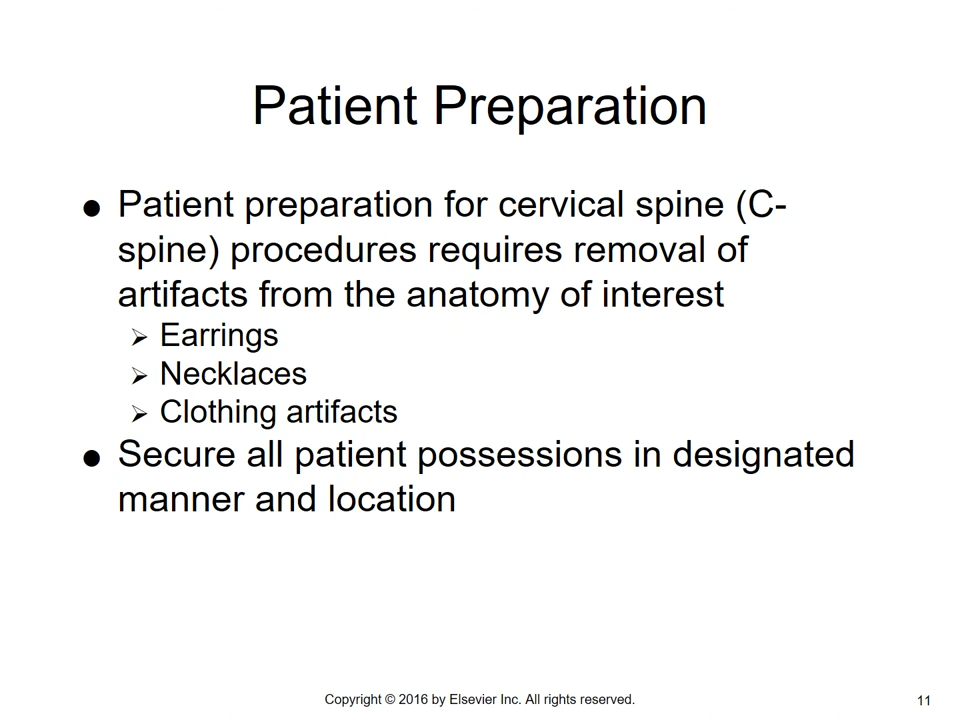 Patient Preparation
● Patient preparation for cervical spine (C-
spine) procedures requires removal of
artifacts from the anatomy of interest
➢ Earrings
➢ Necklaces
➢ Clothing artifacts
● Secure all patient possessions in designated
manner and location
Copyright © 2016 by Elsevier Inc. All rights reserved.
11